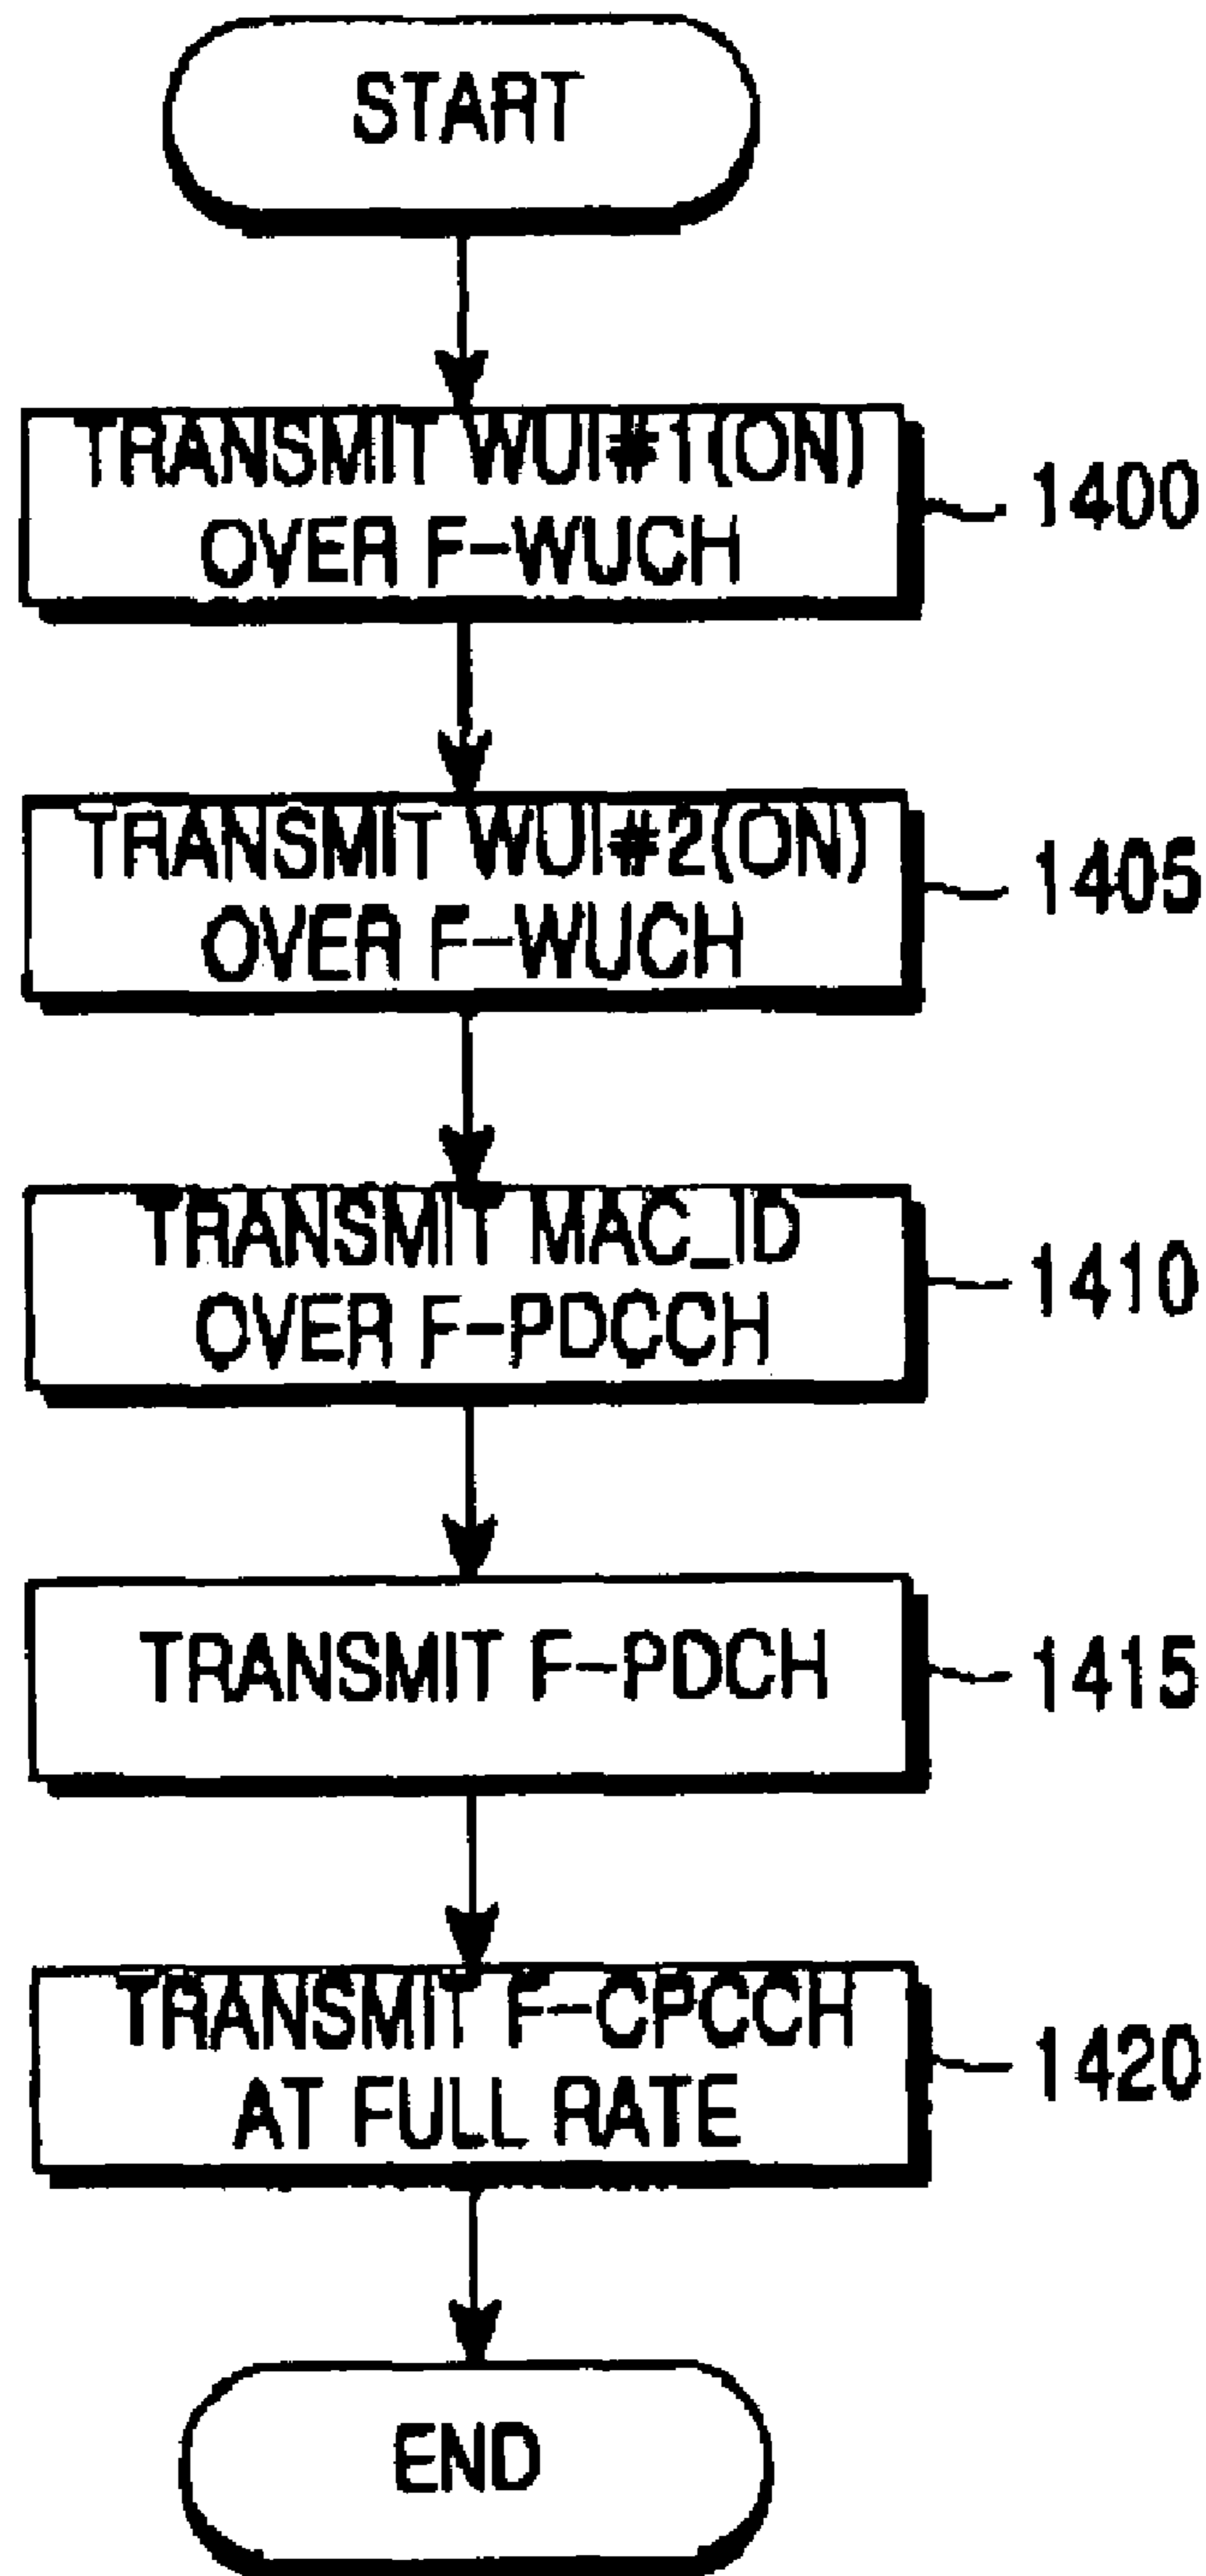 START
TRANSMIT WUI#1(ON)
OVER F-WUCH
1400
TRANSMIT WUI#2(ON)
OVER F-WUCH
1405
TRANSMIT MAC_ID
OVER F-PDCCH
1410
TRANSMIT F-PDCH
1415
TRANSMIT F-CPCCH
AT FULL RATE
1420
END